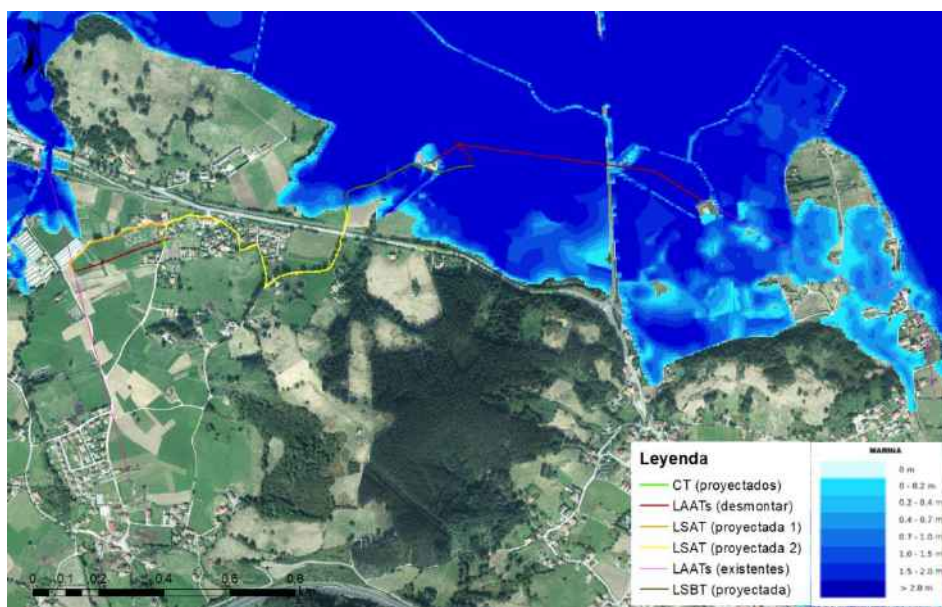 Leyenda
CT (proyectados)
LAATs (desmontar)
LSAT (proyectada 1)
LSAT (proyectada 2)
LAATs (existentes)
LSBT (proyectada)
MARINA
0 m
0 - 0.2 m
0.2 - 0.4 m
0.4 - 0.7 m
0.7 - 1.0 m
1.0 - 1.5 m
1.5 - 2.0 m
> 2.0 m
0 0.1 0.2 0.4 0.6 0.8